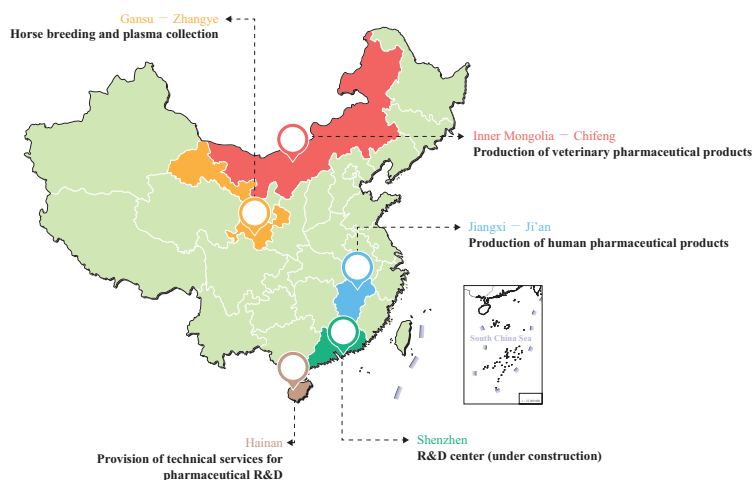 Gansu － Zhangye
Horse breeding and plasma collection
Inner Mongolia － Chifeng
Production of veterinary pharmaceutical products
Jiangxi － Ji’an
Production of human pharmaceutical products
South China Sea
Hainan
Provision of technical services for
pharmaceutical R&D
Shenzhen
R&D center (under construction)